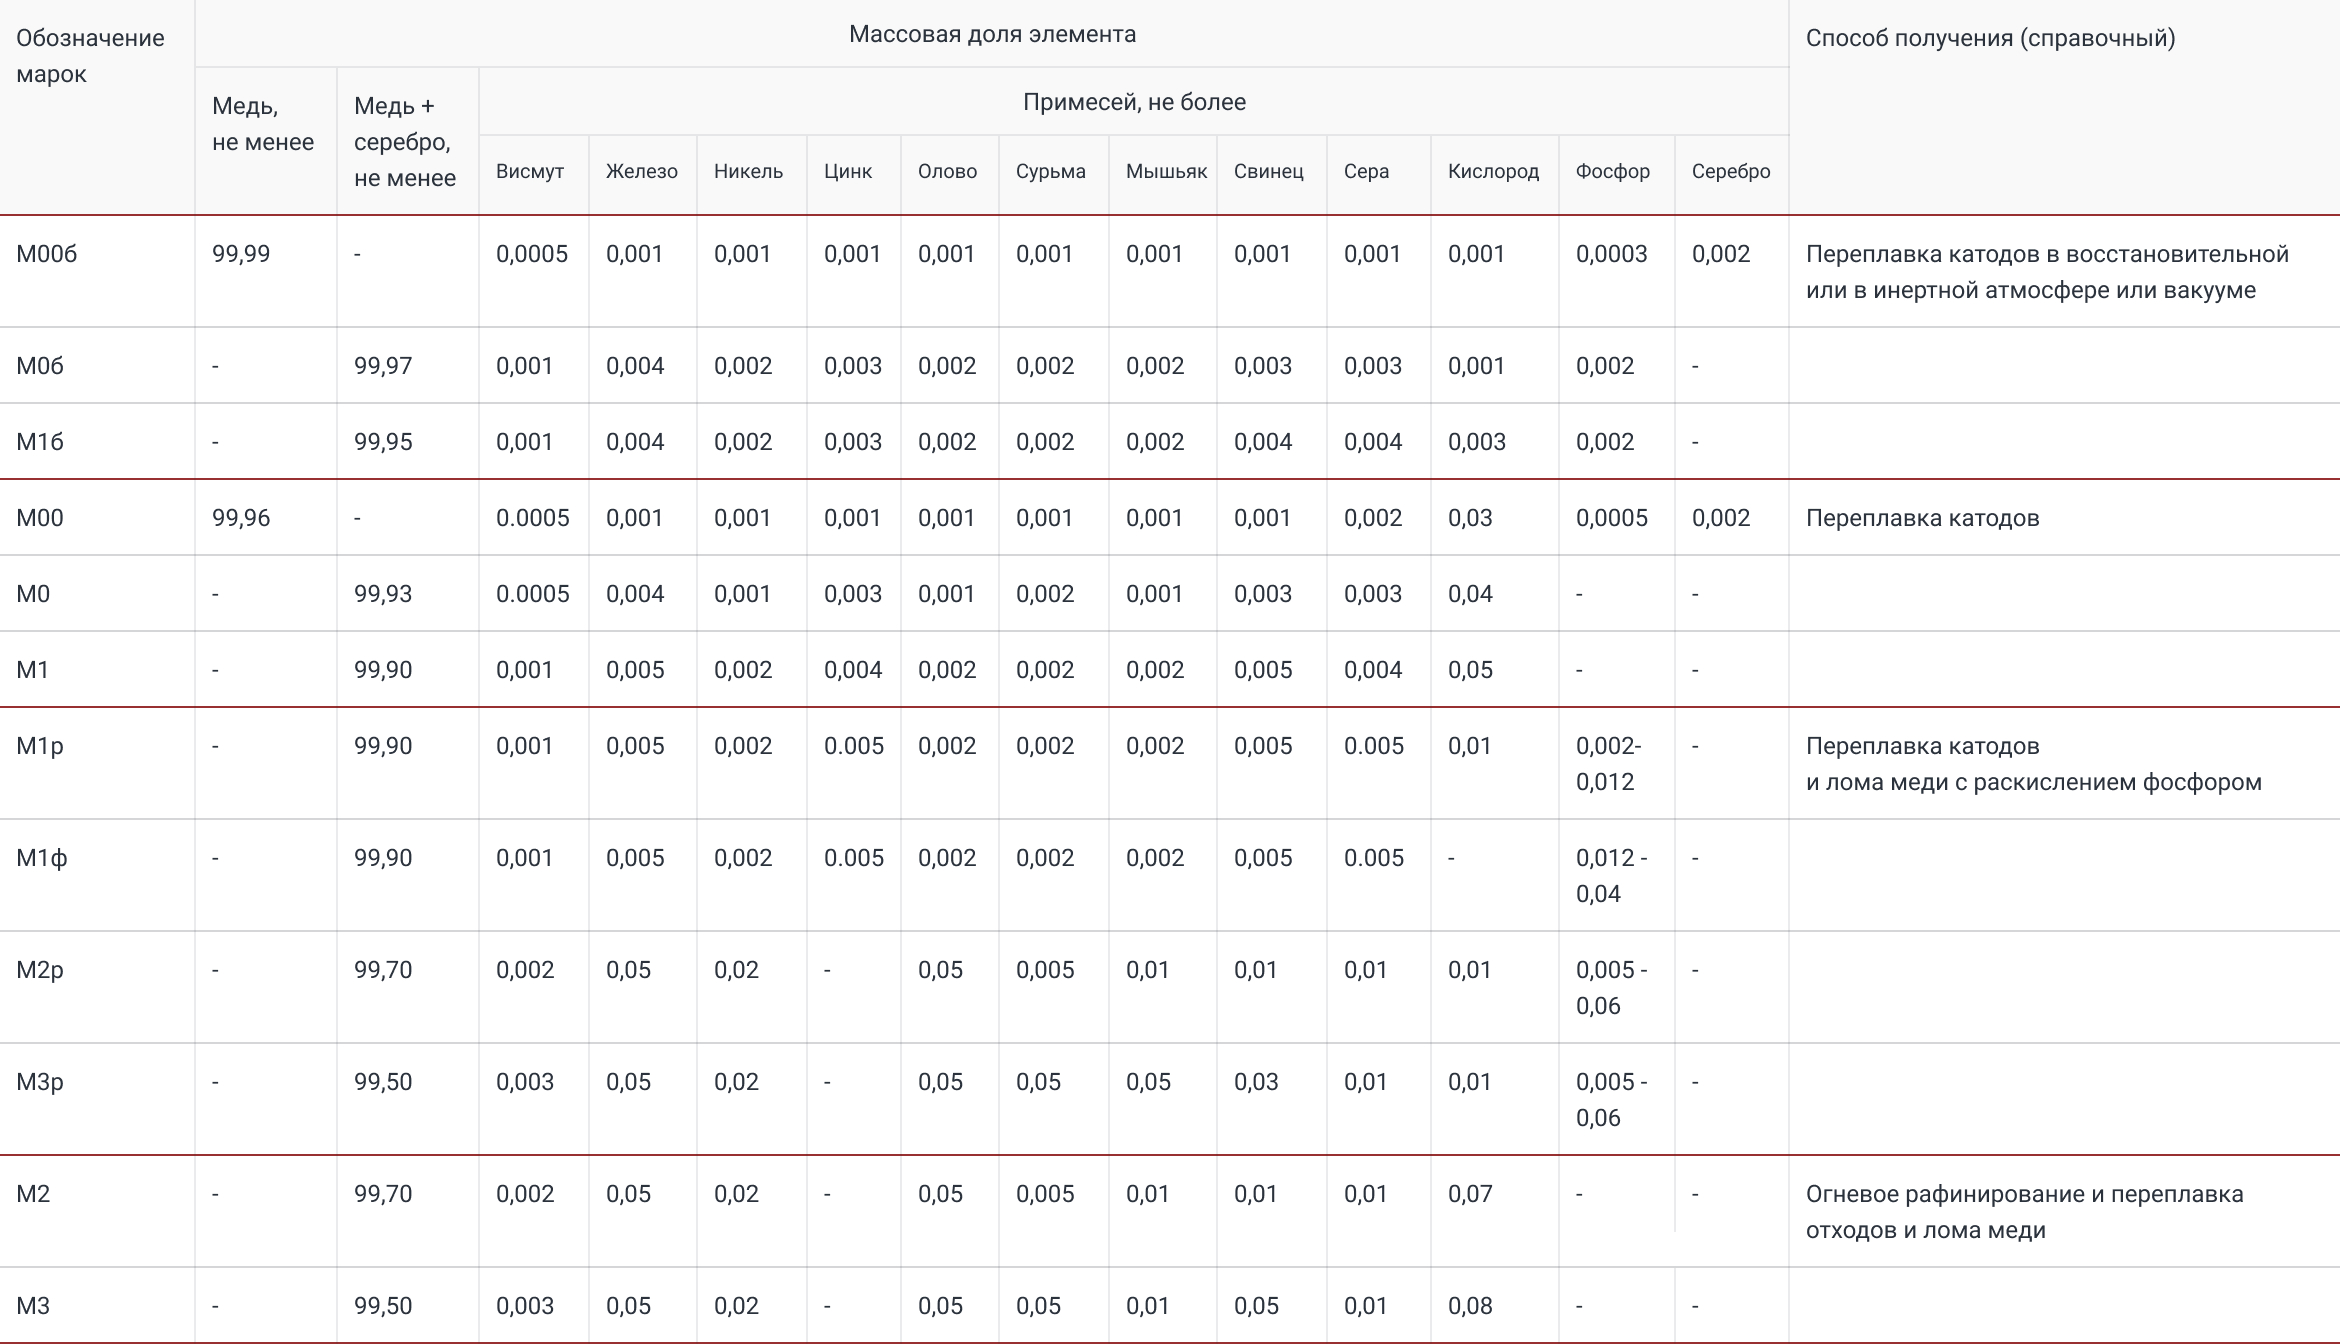 Обозначение
марок
Массовая доля элемента
Способ получения (справочный)
Медь,
не менее
Медь +
серебро,
не менее
Примесей, не более
Висмут Железо Никель Цинк Олово Сурьма Мышьяк Свинец Сера Кислород Фосфор Серебро
М00б 99,99 - 0,0005 0,001 0,001 0,001 0,001 0,001 0,001 0,001 0,001 0,001 0,0003 0,002 Переплавка катодов в восстановительной
или в инертной атмосфере или вакууме
М0б - 99,97 0,001 0,004 0,002 0,003 0,002 0,002 0,002 0,003 0,003 0,001 0,002 -
М1б - 99,95 0,001 0,004 0,002 0,003 0,002 0,002 0,002 0,004 0,004 0,003 0,002 -
М00 99,96 - 0.0005 0,001 0,001 0,001 0,001 0,001 0,001 0,001 0,002 0,03 0,0005 0,002 Переплавка катодов
М0 - 99,93 0.0005 0,004 0,001 0,003 0,001 0,002 0,001 0,003 0,003 0,04 - -
М1 - 99,90 0,001 0,005 0,002 0,004 0,002 0,002 0,002 0,005 0,004 0,05 - -
М1р - 99,90 0,001 0,005 0,002 0.005 0,002 0,002 0,002 0,005 0.005 0,01 0,002- - Переплавка катодов
0,012 и лома меди с раскислением фосфором
М1ф - 99,90 0,001 0,005 0,002 0.005 0,002 0,002 0,002 0,005 0.005 - 0,012 - -
0,04
М2р - 99,70 0,002 0,05 0,02 - 0,05 0,005 0,01 0,01 0,01 0,01 0,005 - -
0,06
М3р - 99,50 0,003 0,05 0,02 - 0,05 0,05 0,05 0,03 0,01 0,01 0,005 - -
0,06
М2 - 99,70 0,002 0,05 0,02 - 0,05 0,005 0,01 0,01 0,01 0,07 - - Огневое рафинирование и переплавка
отходов и лома меди
М3 - 99,50 0,003 0,05 0,02 - 0,05 0,05 0,01 0,05 0,01 0,08 - -